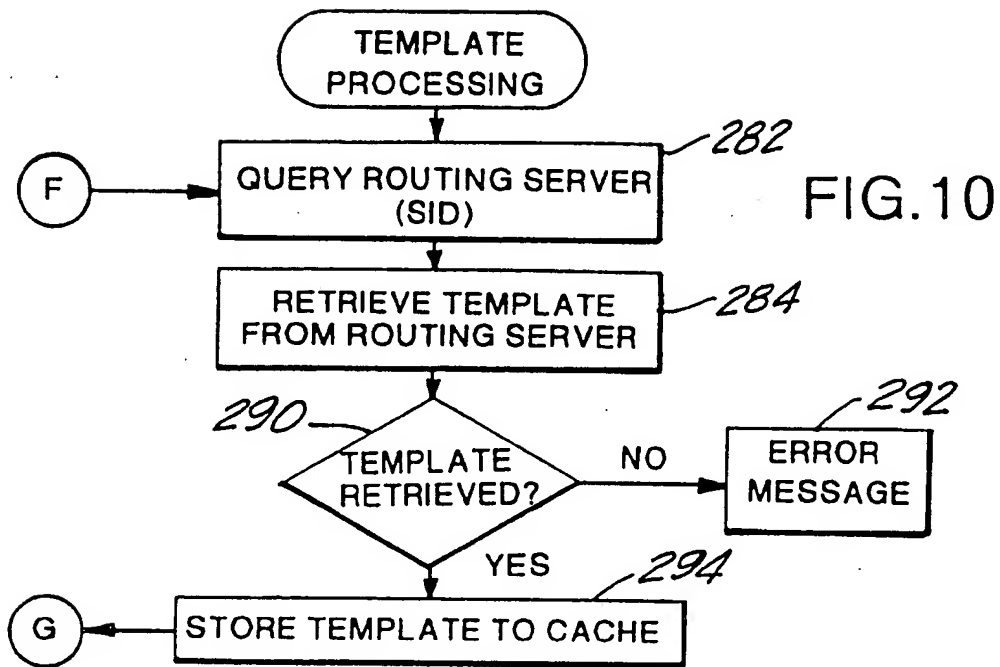 TEMPLATE
PROCESSING
282
F
QUERY ROUTING SERVER
(SID)
FIG.10
RETRIEVE TEMPLATE
FROM ROUTING SERVER
284
290
TEMPLATE
RETRIEVED?
NO
292
ERROR
MESSAGE
YES
294
G
STORE TEMPLATE TO CACHE